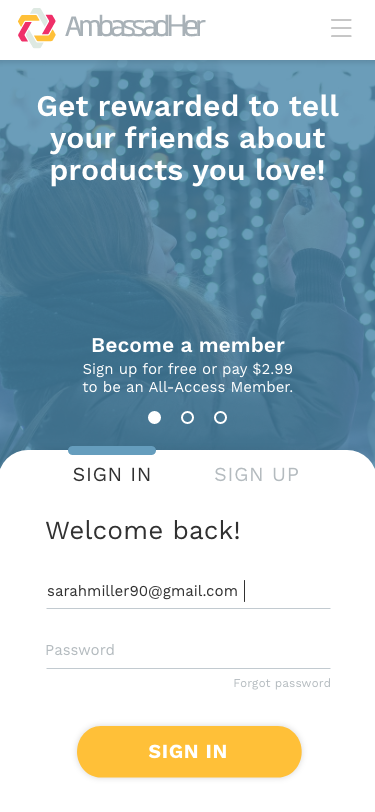 AmbassadHer
Get rewarded to tell
your friends about
products you love!
Become a member
Sign up for free or pay $2.99
to be an All-Access Member.
SIGN IN SIGN UP
Welcome back!
sarahmiller90@gmail.com
Password
Forgot password
SIGN IN